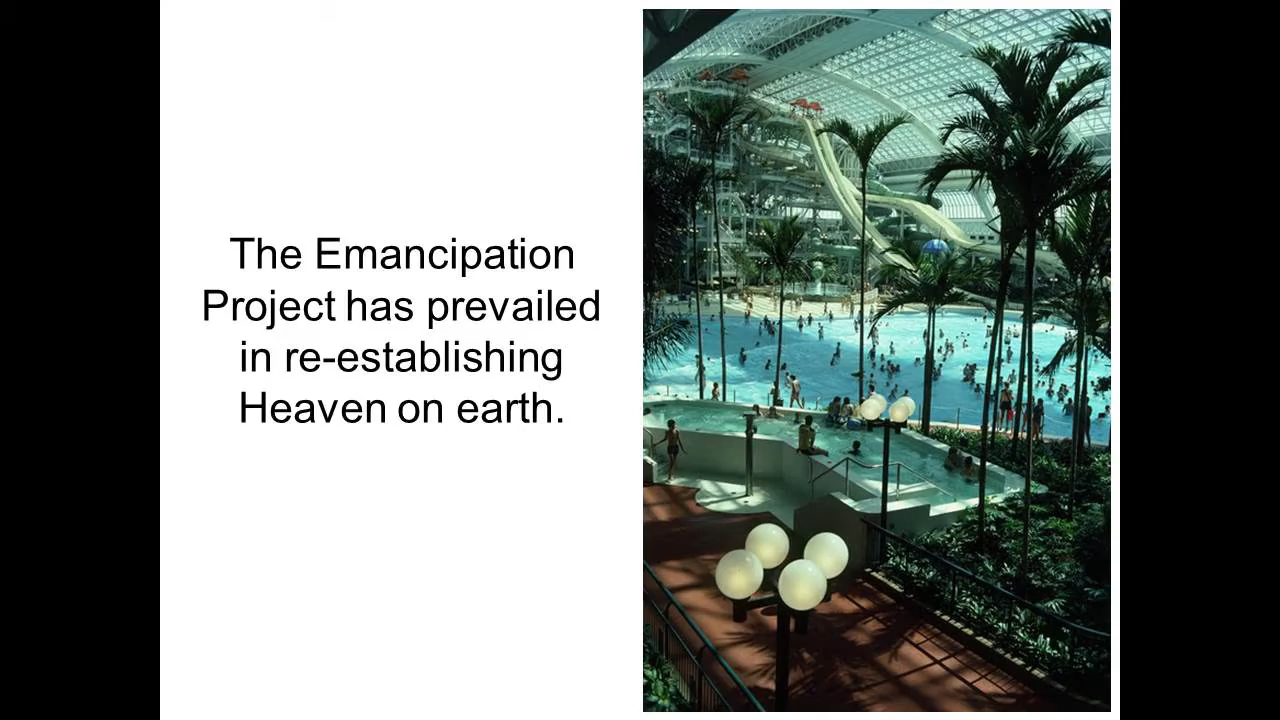 The Emancipation
Project has prevailed
in re-establishing
Heaven on earth.